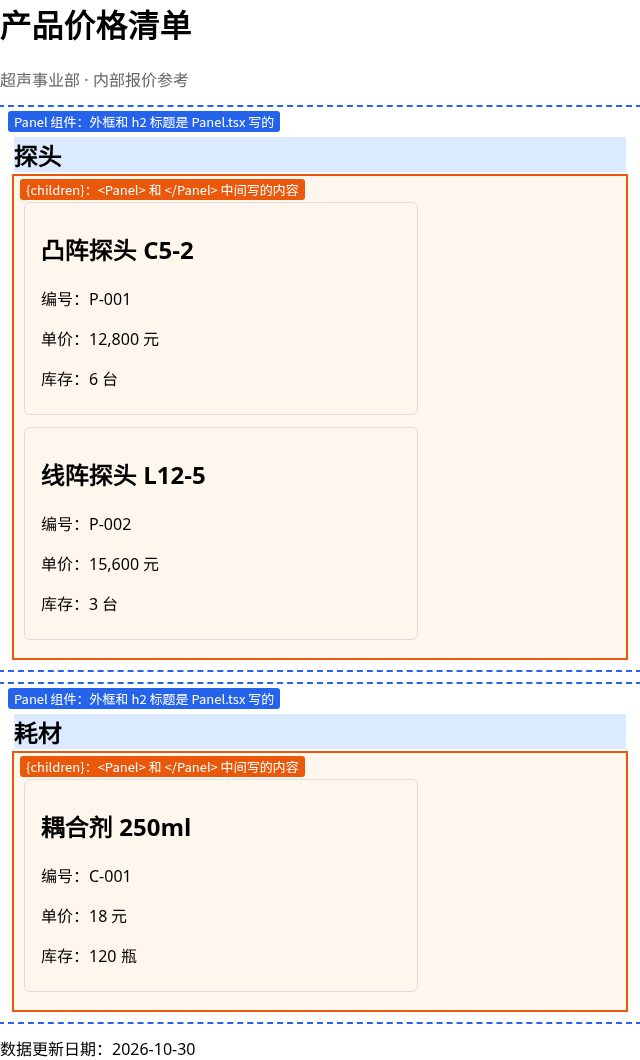 产品价格清单
超声事业部 · 内部报价参考
Panel 组件：外框和 h2 标题是 Panel.tsx 写的
探头
{children}：<Panel> 和 </Panel> 中间写的内容
凸阵探头 C5-2
编号：P-001
单价：12,800 元
库存：6 台
线阵探头 L12-5
编号：P-002
单价：15,600 元
库存：3 台
Panel 组件：外框和 h2 标题是 Panel.tsx 写的
耗材
{children}：<Panel> 和 </Panel> 中间写的内容
耦合剂 250ml
编号：C-001
单价：18 元
库存：120 瓶
数据更新日期：2026-10-30